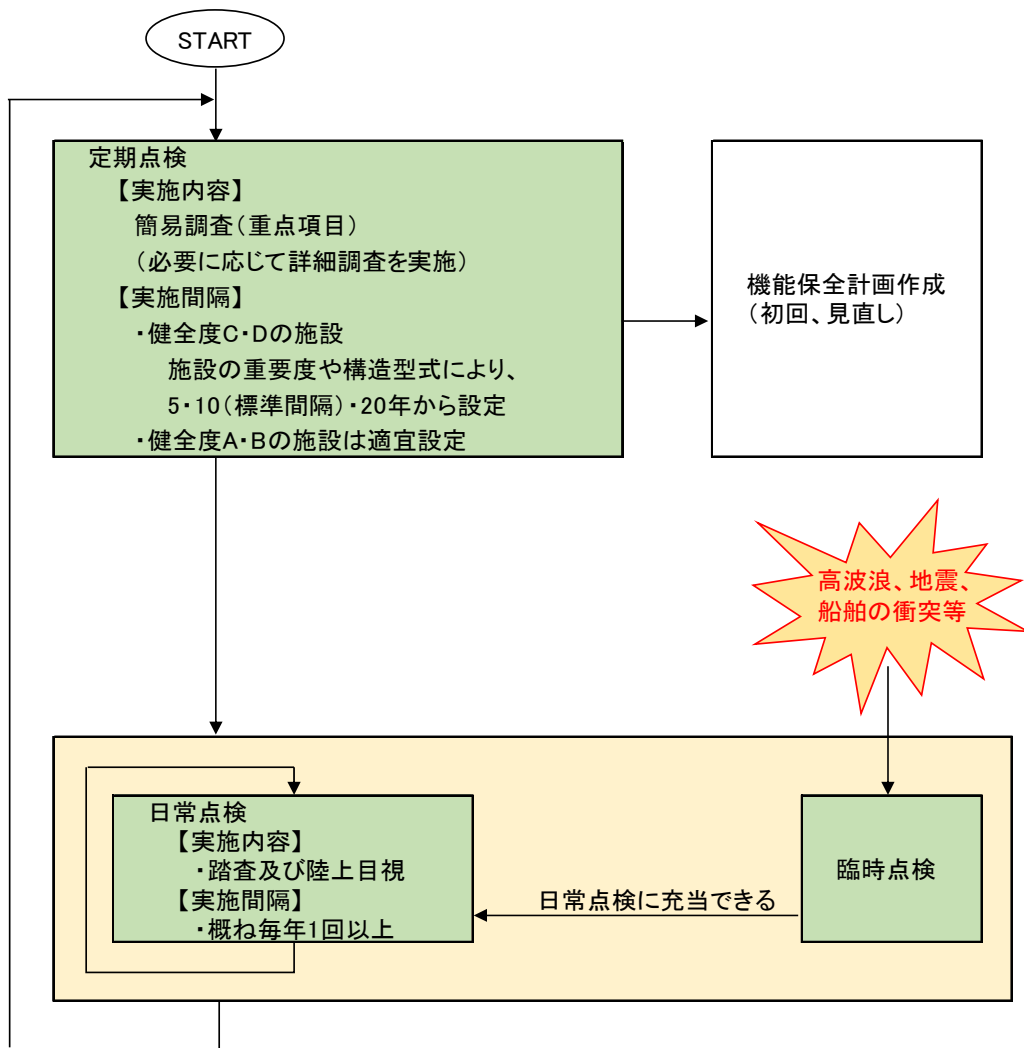 START
定期点検
【実施内容】
簡易調査(重点項目)
(必要に応じて詳細調査を実施)
【実施間隔】
・健全度C・Dの施設
施設の重要度や構造型式により、
5・10(標準間隔)・20年から設定
・健全度A・Bの施設は適宜設定
機能保全計画作成
(初回、見直し)
高波浪、地震、
船舶の衝突等
日常点検
【実施内容】
・踏査及び陸上目視
【実施間隔】
・概ね毎年1回以上
日常点検に充当できる
臨時点検